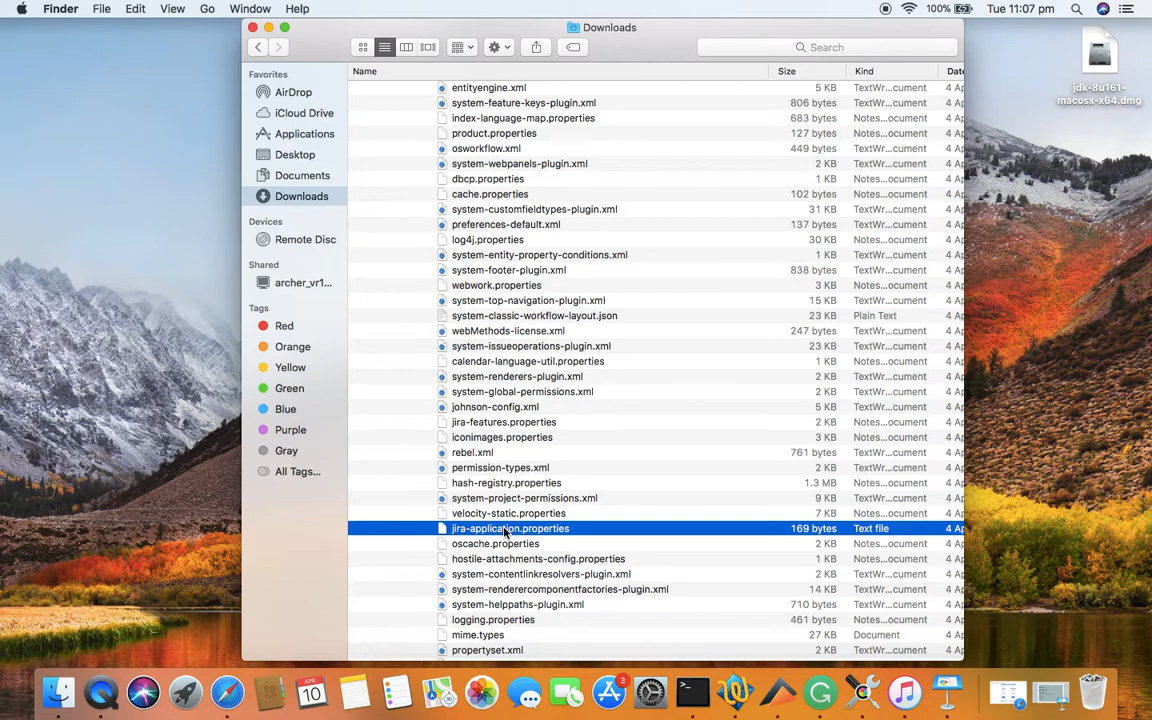 Finder File Edit View Go Window Help 100% Tue 11:07 pm
Downloads
Search
Favorites
AirDrop
iCloud Drive
Applications
Desktop
Documents
Downloads
Devices
Remote Disc
Shared
archer_vr1...
Tags
Red
Orange
Yellow
Green
Blue
Purple
Gray
All Tags...
Name Size Kind Date
entityengine.xml 5 KB TextWr...cument 4 Ap
system-feature-keys-plugin.xml 806 bytes TextWr...cument 4 Ap
index-language-map.properties 683 bytes Notes...cument 4 Ap
product.properties 127 bytes Notes...cument 4 Ap
osworkflow.xml 449 bytes TextWr...cument 4 Ap
system-webpanels-plugin.xml 2 KB TextWr...cument 4 Ap
dbcp.properties 1 KB Notes...cument 4 Ap
cache.properties 102 bytes Notes...cument 4 Ap
system-customfieldtypes-plugin.xml 31 KB TextWr...cument 4 Ap
preferences-default.xml 137 bytes TextWr...cument 4 Ap
log4j.properties 30 KB Notes...cument 4 Ap
system-entity-property-conditions.xml 1 KB TextWr...cument 4 Ap
system-footer-plugin.xml 838 bytes TextWr...cument 4 Ap
webwork.properties 3 KB Notes...cument 4 Ap
system-top-navigation-plugin.xml 15 KB TextWr...cument 4 Ap
system-classic-workflow-layout.json 23 KB Plain Text 4 Ap
webMethods-license.xml 247 bytes TextWr...cument 4 Ap
system-issueoperations-plugin.xml 23 KB TextWr...cument 4 Ap
calendar-language-util.properties 1 KB Notes...cument 4 Ap
system-renderers-plugin.xml 2 KB TextWr...cument 4 Ap
system-global-permissions.xml 2 KB TextWr...cument 4 Ap
johnson-config.xml 5 KB TextWr...cument 4 Ap
jira-features.properties 2 KB Notes...cument 4 Ap
iconimages.properties 3 KB Notes...cument 4 Ap
rebel.xml 761 bytes TextWr...cument 4 Ap
permission-types.xml 2 KB TextWr...cument 4 Ap
hash-registry.properties 1.3 MB Notes...cument 4 Ap
system-project-permissions.xml 9 KB TextWr...cument 4 Ap
velocity-static.properties 7 KB Notes...cument 4 Ap
jira-application.properties 169 bytes Text file 4 Ap
oscache.properties 2 KB Notes...cument 4 Ap
hostile-attachments-config.properties 1 KB Notes...cument 4 Ap
system-contentlinkresolvers-plugin.xml 2 KB TextWr...cument 4 Ap
system-renderercomponentfactories-plugin.xml 14 KB TextWr...cument 4 Ap
system-helppaths-plugin.xml 710 bytes TextWr...cument 4 Ap
logging.properties 461 bytes Notes...cument 4 Ap
mime.types 27 KB Document 4 Ap
propertyset.xml 2 KB TextWr...cument 4 Ap
jdk-8u161-
macosx-x64.dmg
APR
10
3